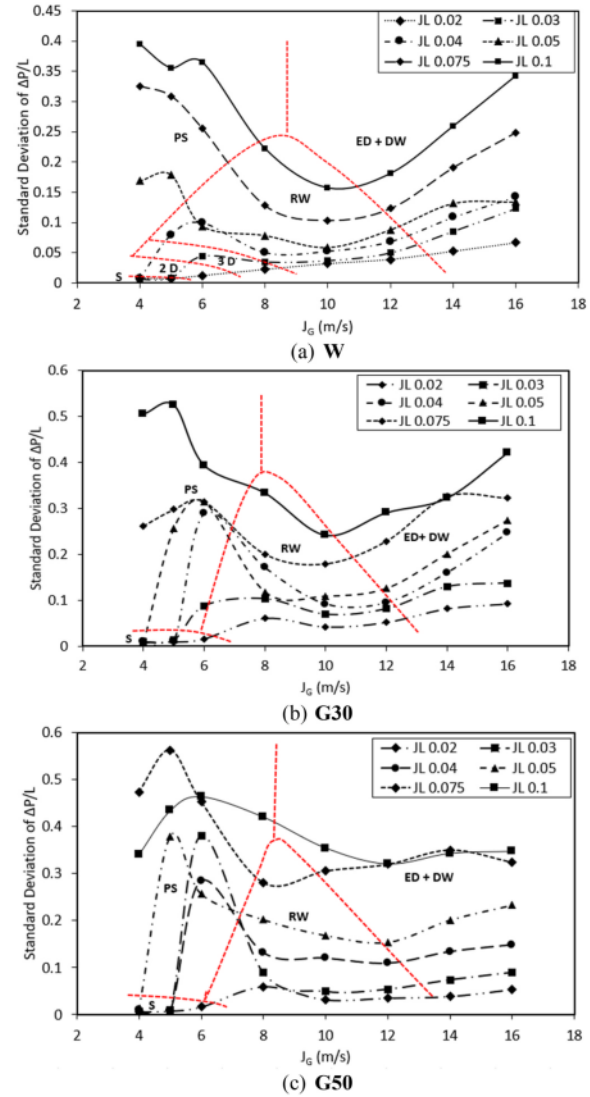 JL 0.02 JL 0.03
JL 0.04 JL 0.05
JL 0.075 JL 0.1
Standard Deviation of ΔP/L
0.45
0.4
0.35
0.3
0.25
0.2
0.15
0.1
0.05
0
PS
ED + DW
RW
S
2 D
3 D
2 4 6 8 10 12 14 16 18
J_G (m/s)
(a) W
JL 0.02 JL 0.03
JL 0.04 JL 0.05
JL 0.075 JL 0.1
Standard Deviation of ΔP/L
0.6
0.5
0.4
0.3
0.2
0.1
0
PS
RW
ED+ DW
S
2 4 6 8 10 12 14 16 18
J_G (m/s)
(b) G30
JL 0.02 JL 0.03
JL 0.04 JL 0.05
JL 0.075 JL 0.1
Standard Deviation of ΔP/L
0.6
0.5
0.4
0.3
0.2
0.1
0
PS
ED + DW
RW
S
2 4 6 8 10 12 14 16 18
J_G (m/s)
(c) G50